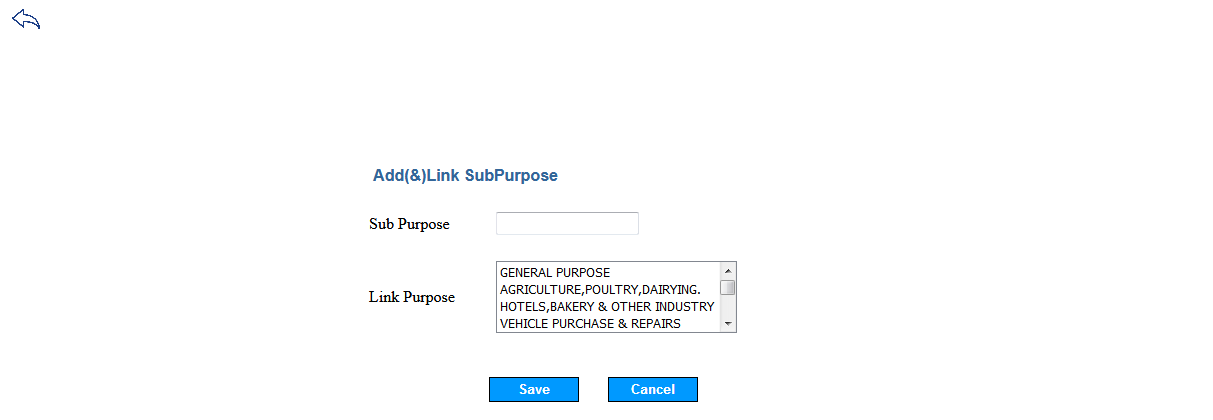 Add(&)Link SubPurpose
Sub Purpose
Link Purpose
GENERAL PURPOSE
AGRICULTURE,POULTRY,DAIRYING.
HOTELS,BAKERY & OTHER INDUSTRY
VEHICLE PURCHASE & REPAIRS
Save Cancel